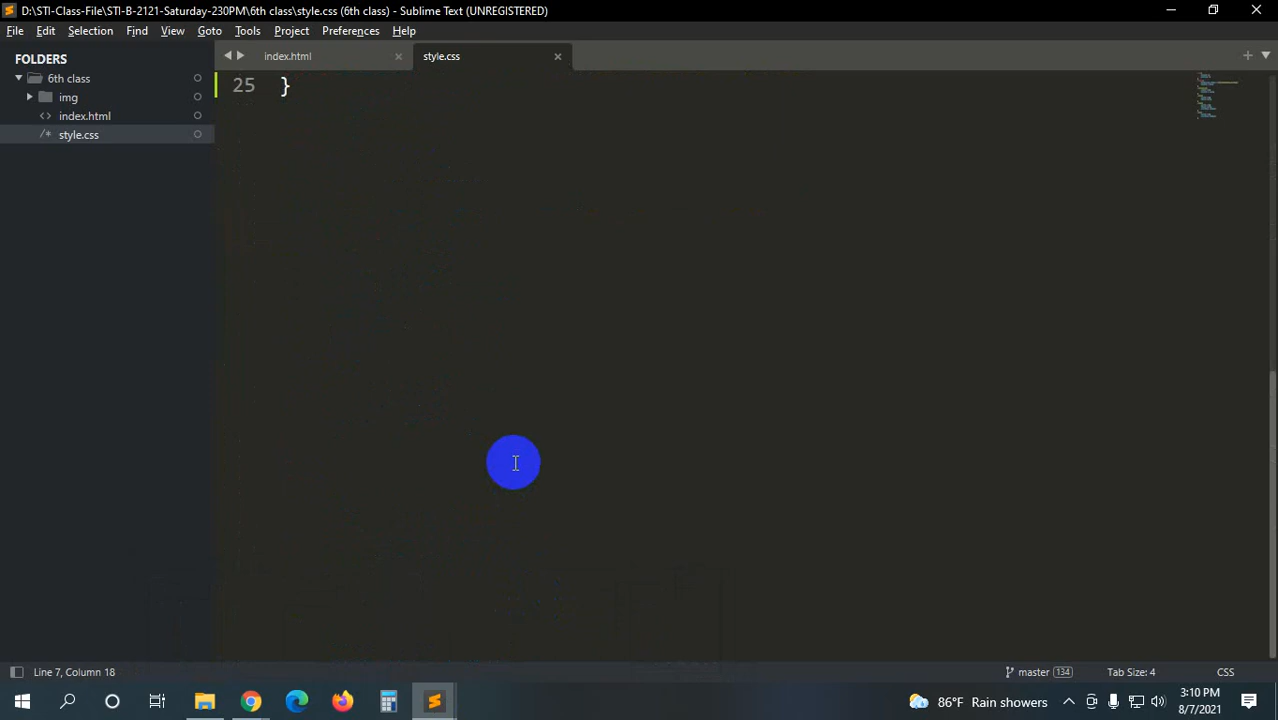 D:\STI-Class-File\STI-B-2121-Saturday-230PM\6th class\style.css (6th class) - Sublime Text (UNREGISTERED)
File Edit Selection Find View Goto Tools Project Preferences Help
FOLDERS
6th class
img
index.html
style.css
index.html
style.css
25 }
Line 7, Column 18
master 134
Tab Size: 4
CSS
86°F Rain showers
3:10 PM
8/7/2021